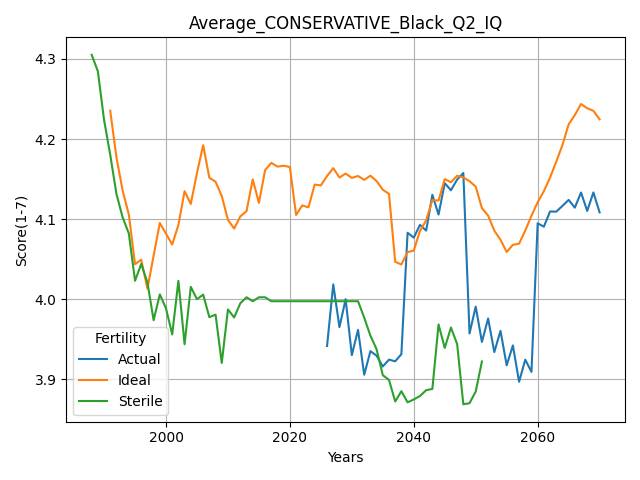 Average_CONSERVATIVE_Black_Q2_IQ
Score(1-7)
4.3
4.2
4.1
4.0
3.9
Fertility
Actual
Ideal
Sterile
2000
2020
2040
2060
Years